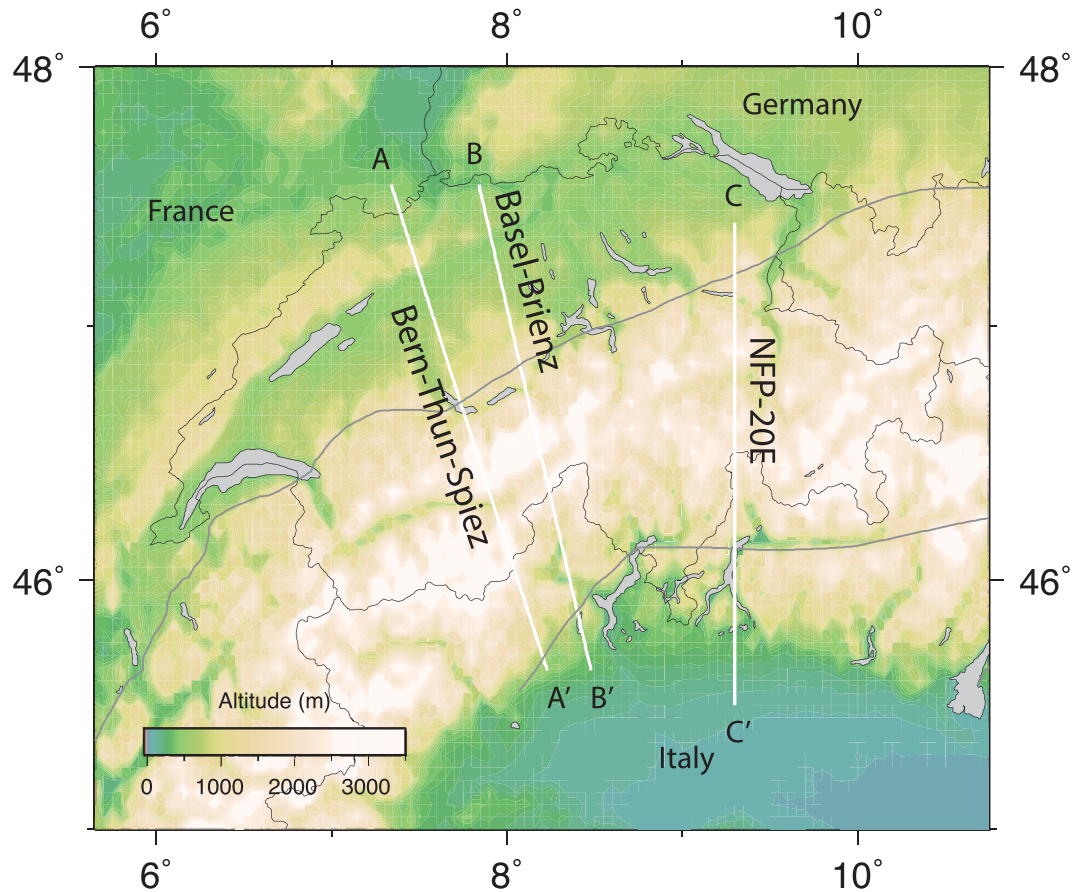 6° 8° 10°
48° 48°
Germany
A B
C
France
Basel-Brienz
Bern-Thun-Spiez
NFP-20E
46° 46°
A′ B′
Altitude (m)
C′
Italy
0 1000 2000 3000
6° 8° 10°